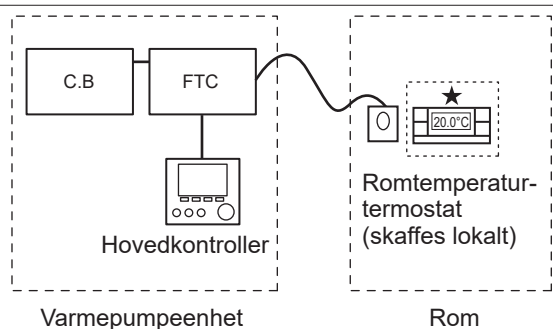 C.B
FTC
20.0°C
Hovedkontroller
Romtemperatur-
termostat
(skaffes lokalt)
Varmepumpeenhet
Rom